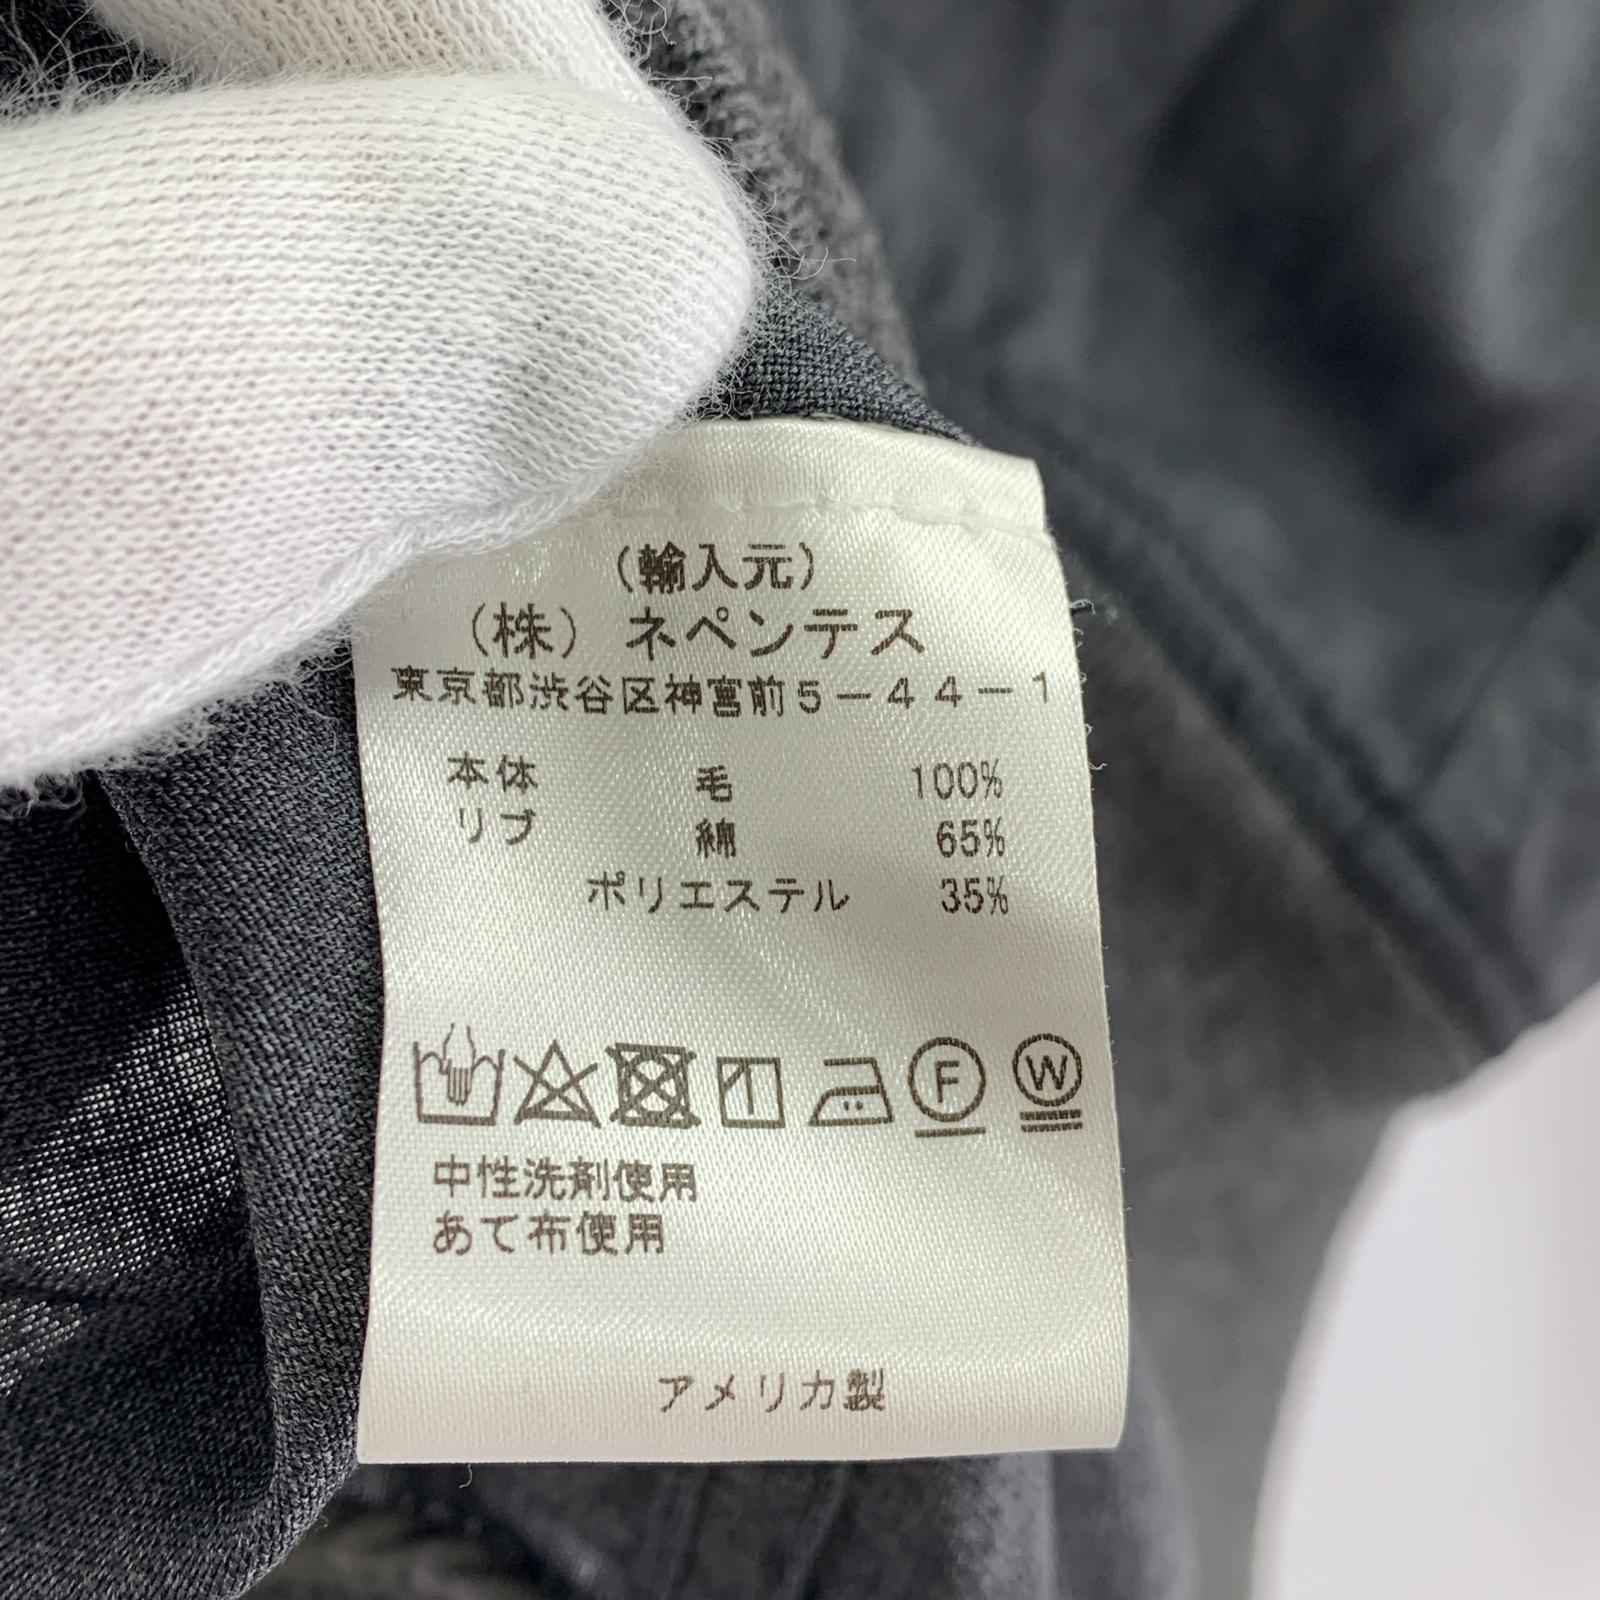 （輸入元）
（株） ネペンテス
東京都渋谷区神宮前5－44－1
本体 毛 100%
リブ 綿 65%
ポリエステル 35%
F W
中性洗剤使用
あて布使用
アメリカ製